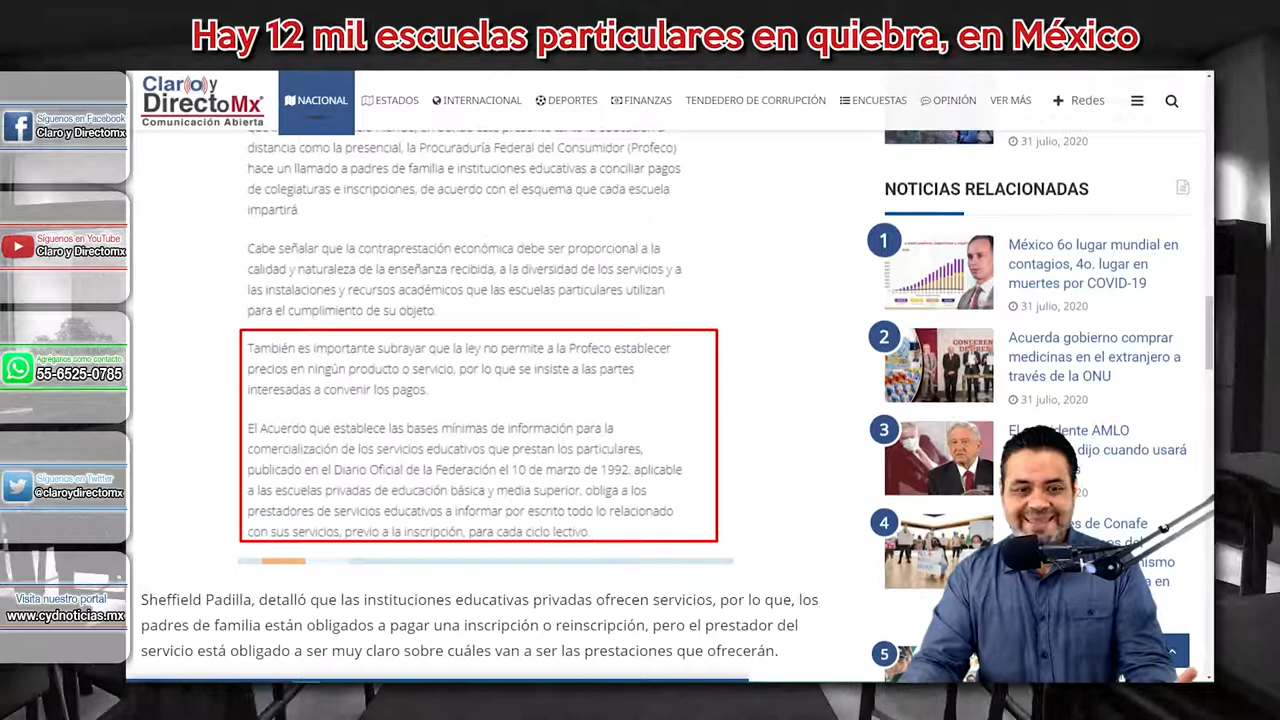 Hay 12 mil escuelas particulares en quiebra, en México
Síguenos en Facebook
Claro y Directomx
Síguenos en YouTube
Claro y Directomx
Agréganos como contacto
55-6525-0785
Síguenos en Twitter
@claroydirectomx
Visita nuestro portal
www.cydnoticias.mx
Claro y
DirectoMx
Comunicación Abierta
NACIONAL ESTADOS INTERNACIONAL DEPORTES FINANZAS TENDEDERO DE CORRUPCIÓN ENCUESTAS OPINIÓN VER MÁS Redes
distancia como la presencial, la Procuraduría Federal del Consumidor (Profeco)
hace un llamado a padres de familia e instituciones educativas a conciliar pagos
de colegiaturas e inscripciones, de acuerdo con el esquema que cada escuela
impartirá
Cabe señalar que la contraprestación económica debe ser proporcional a la
calidad y naturaleza de la enseñanza recibida, a la diversidad de los servicios y a
las instalaciones y recursos académicos que las escuelas particulares utilizan
para el cumplimiento de su objeto.
También es importante subrayar que la ley no permite a la Profeco establecer
precios en ningún producto o servicio, por lo que se insiste a las partes
interesadas a convenir los pagos.
El Acuerdo que establece las bases mínimas de información para la
comercialización de los servicios educativos que prestan los particulares,
publicado en el Diario Oficial de la Federación el 10 de marzo de 1992, aplicable
a las escuelas privadas de educación básica y media superior, obliga a los
prestadores de servicios educativos a informar por escrito todo lo relacionado
con sus servicios, previo a la inscripción, para cada ciclo lectivo.
Sheffield Padilla, detalló que las instituciones educativas privadas ofrecen servicios, por lo que, los
padres de familia están obligados a pagar una inscripción o reinscripción, pero el prestador del
servicio está obligado a ser muy claro sobre cuáles van a ser las prestaciones que ofrecerán.
31 julio, 2020
NOTICIAS RELACIONADAS
1
México 6o lugar mundial en
contagios, 4o. lugar en
muertes por COVID-19
31 julio, 2020
2
Acuerda gobierno comprar
medicinas en el extranjero a
través de la ONU
31 julio, 2020
3
AMLO
dijo cuando usará
20
4
de Conafe
en
5